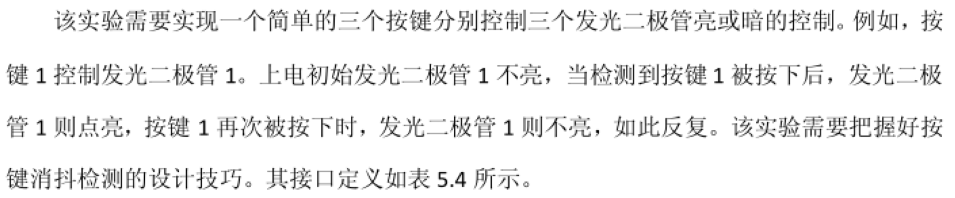 该实验需要实现一个简单的三个按键分别控制三个发光二极管亮或暗的控制。例如，按
键 1 控制发光二极管 1。上电初始发光二极管 1 不亮，当检测到按键 1 被按下后，发光二极
管 1 则点亮，按键 1 再次被按下时，发光二极管 1 则不亮，如此反复。该实验需要把握好按
键消抖检测的设计技巧。其接口定义如表 5.4 所示。